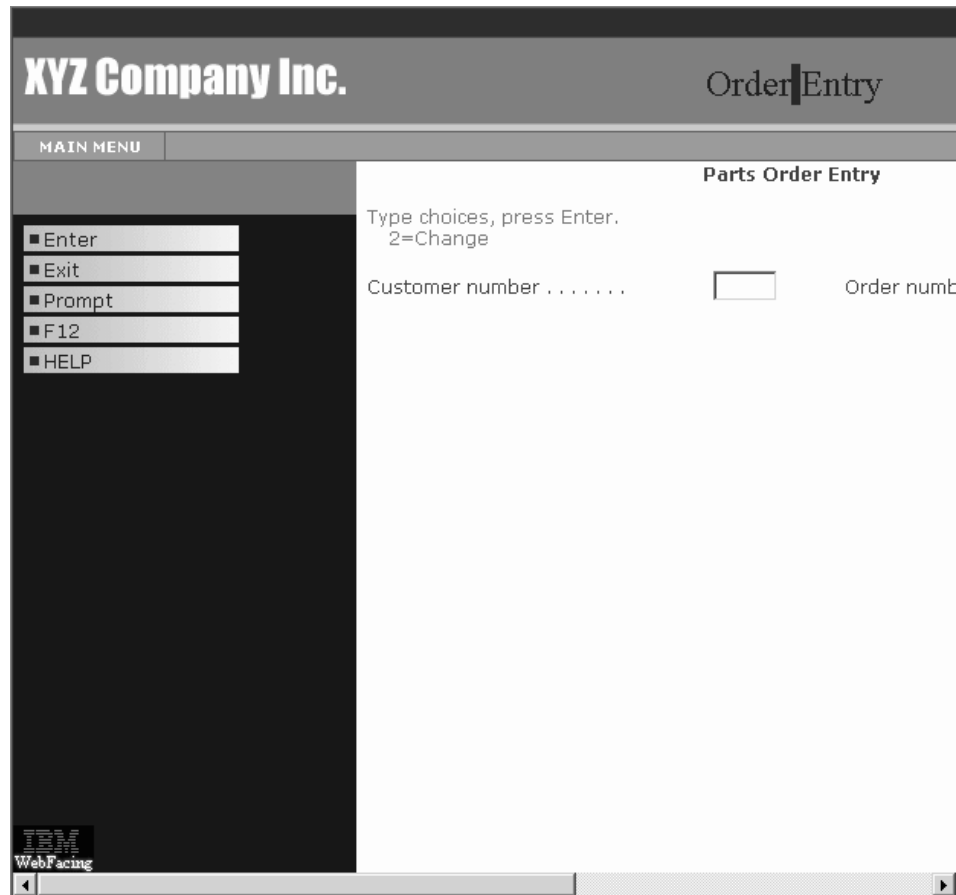 XYZ Company Inc.
Order Entry
MAIN MENU
Parts Order Entry
Type choices, press Enter.
2=Change
Enter
Exit
Prompt
F12
HELP
Customer number . . . . . . .
Order numb
IBM
WebFacing